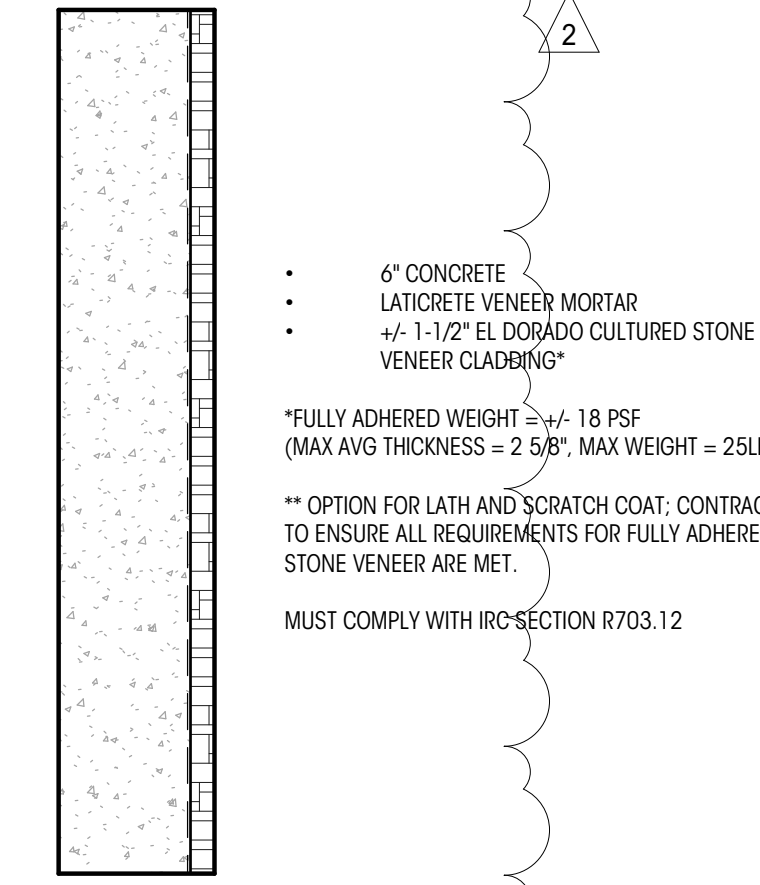 2
• 6" CONCRETE
• LATICRETE VENEER MORTAR
• +/- 1-1/2" EL DORADO CULTURED STONE
VENEER CLADDING*
*FULLY ADHERED WEIGHT = +/- 18 PSF
(MAX AVG THICKNESS = 2 5/8", MAX WEIGHT = 25L
** OPTION FOR LATH AND SCRATCH COAT; CONTRAC
TO ENSURE ALL REQUIREMENTS FOR FULLY ADHERE
STONE VENEER ARE MET.
MUST COMPLY WITH IRC SECTION R703.12